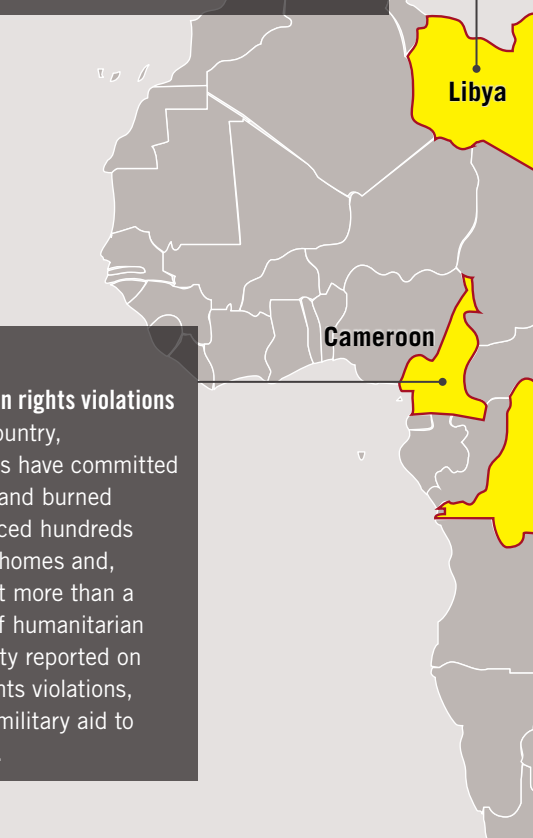 Libya
Cameroon
n rights violations
ountry,
s have committed
and burned
ced hundreds
homes and,
t more than a
f humanitarian
ty reported on
nts violations,
military aid to
.